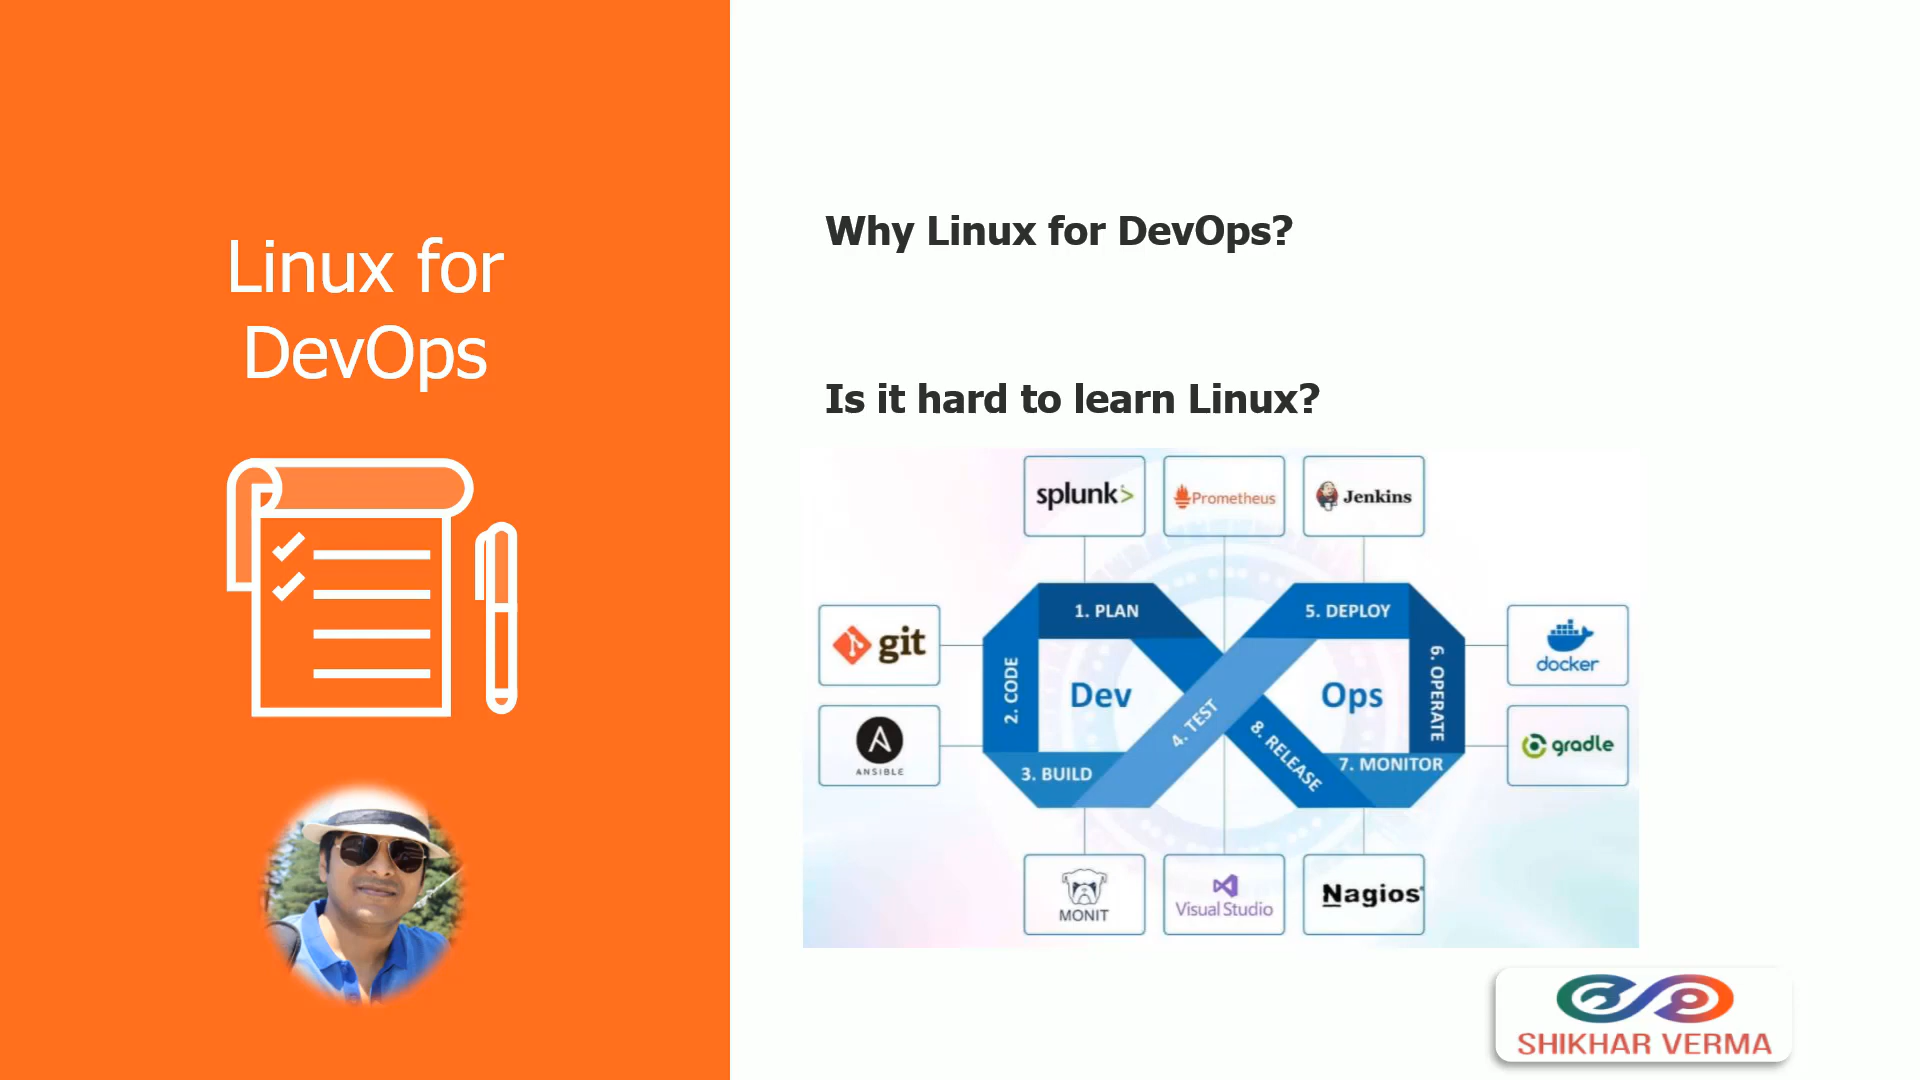 Linux for
DevOps
Why Linux for DevOps?
Is it hard to learn Linux?
splunk>
Prometheus
Jenkins
1. PLAN
5. DEPLOY
git
docker
2. CODE
Dev
4. TEST
Ops
6. OPERATE
8. RELEASE
ANSIBLE
3. BUILD
7. MONITOR
gradle
MONIT
Visual Studio
Nagios®
SHIKHAR VERMA